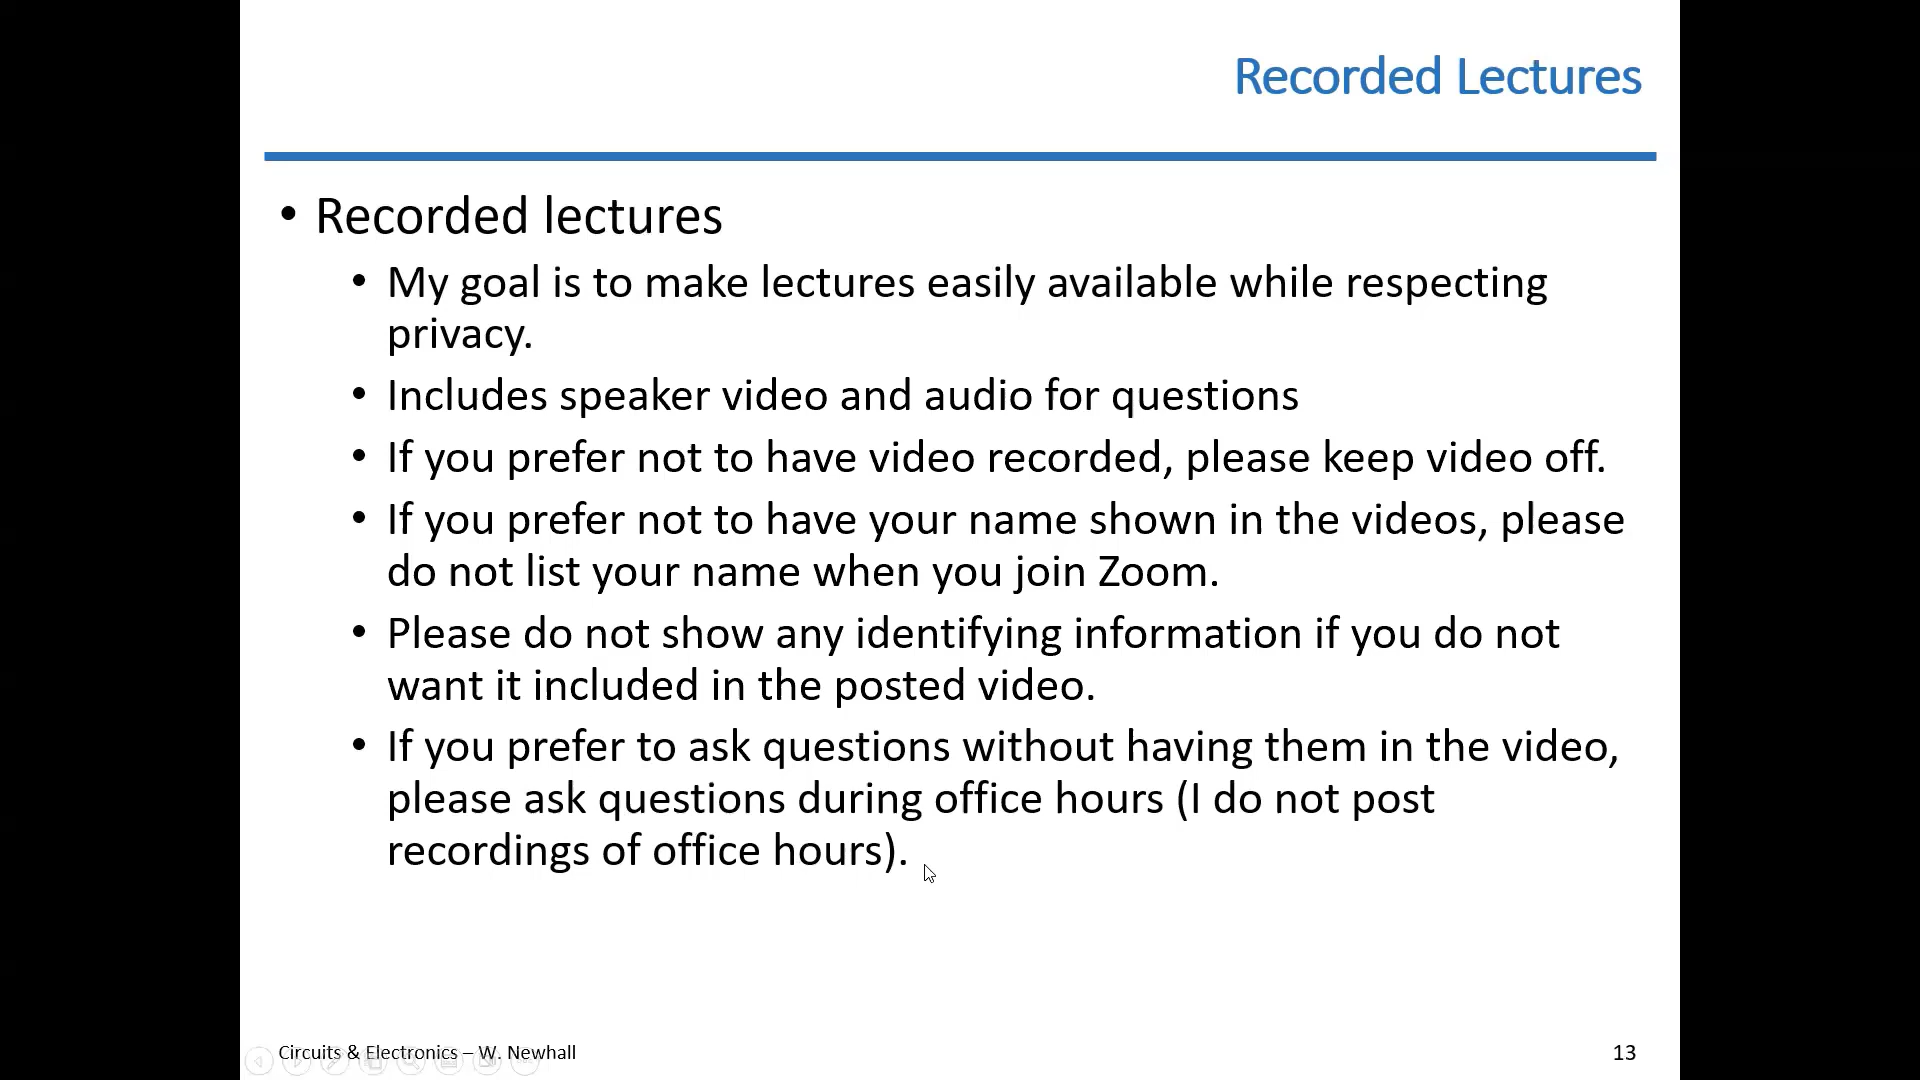 Recorded Lectures
• Recorded lectures
• My goal is to make lectures easily available while respecting
privacy.
• Includes speaker video and audio for questions
• If you prefer not to have video recorded, please keep video off.
• If you prefer not to have your name shown in the videos, please
do not list your name when you join Zoom.
• Please do not show any identifying information if you do not
want it included in the posted video.
• If you prefer to ask questions without having them in the video,
please ask questions during office hours (I do not post
recordings of office hours).
Circuits & Electronics – W. Newhall
13